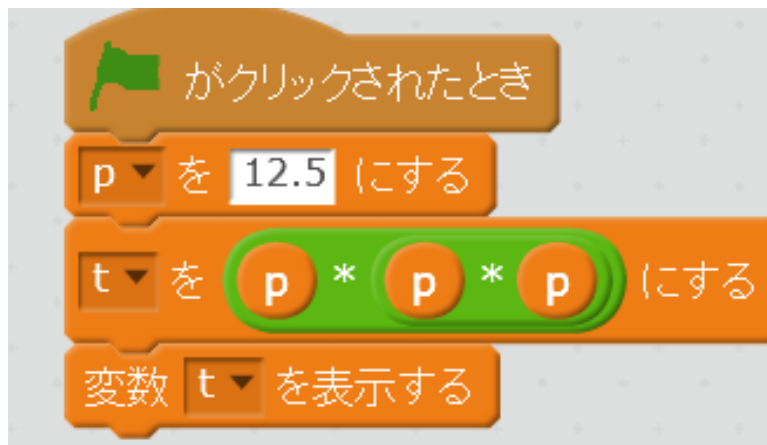 がクリックされたとき
p を 12.5 にする
t を p * p * p にする
変数 t を表示する